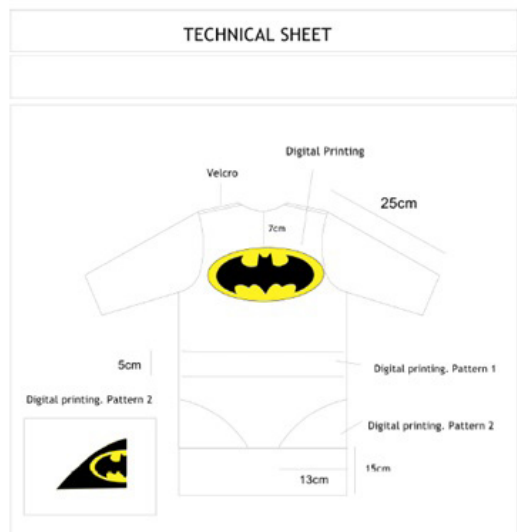 TECHNICAL SHEET
Digital Printing
Velcro
25cm
7cm
5cm
Digital printing. Pattern 1
Digital printing. Pattern 2
Digital printing. Pattern 2
15cm
13cm